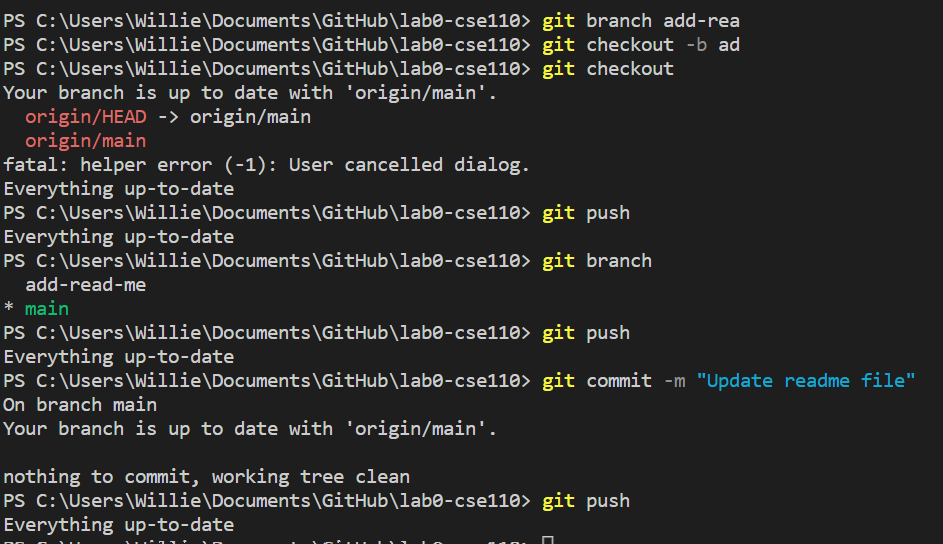 PS C:\Users\Willie\Documents\GitHub\lab0-cse110> git branch add-rea
PS C:\Users\Willie\Documents\GitHub\lab0-cse110> git checkout -b ad
PS C:\Users\Willie\Documents\GitHub\lab0-cse110> git checkout
Your branch is up to date with 'origin/main'.
  origin/HEAD -> origin/main
  origin/main
fatal: helper error (-1): User cancelled dialog.
Everything up-to-date
PS C:\Users\Willie\Documents\GitHub\lab0-cse110> git push
Everything up-to-date
PS C:\Users\Willie\Documents\GitHub\lab0-cse110> git branch
  add-read-me
* main
PS C:\Users\Willie\Documents\GitHub\lab0-cse110> git push
Everything up-to-date
PS C:\Users\Willie\Documents\GitHub\lab0-cse110> git commit -m "Update readme file"
On branch main
Your branch is up to date with 'origin/main'.

nothing to commit, working tree clean
PS C:\Users\Willie\Documents\GitHub\lab0-cse110> git push
Everything up-to-date